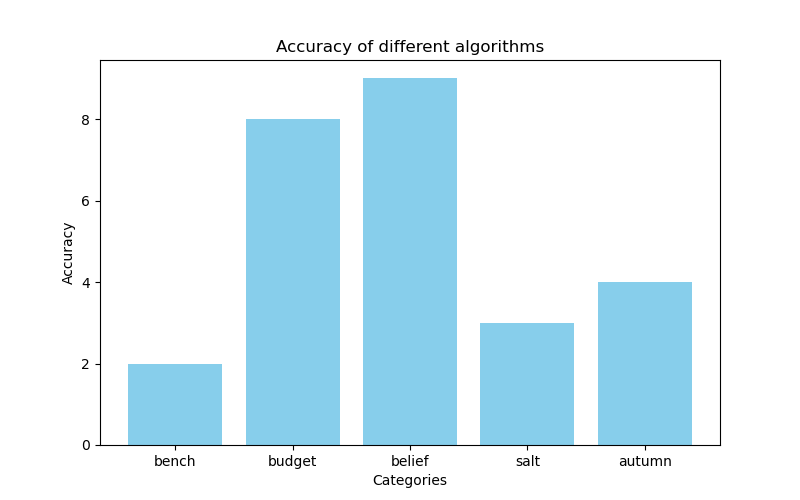 Accuracy of different algorithms
Accuracy
8
6
4
2
0
bench budget belief salt autumn
Categories